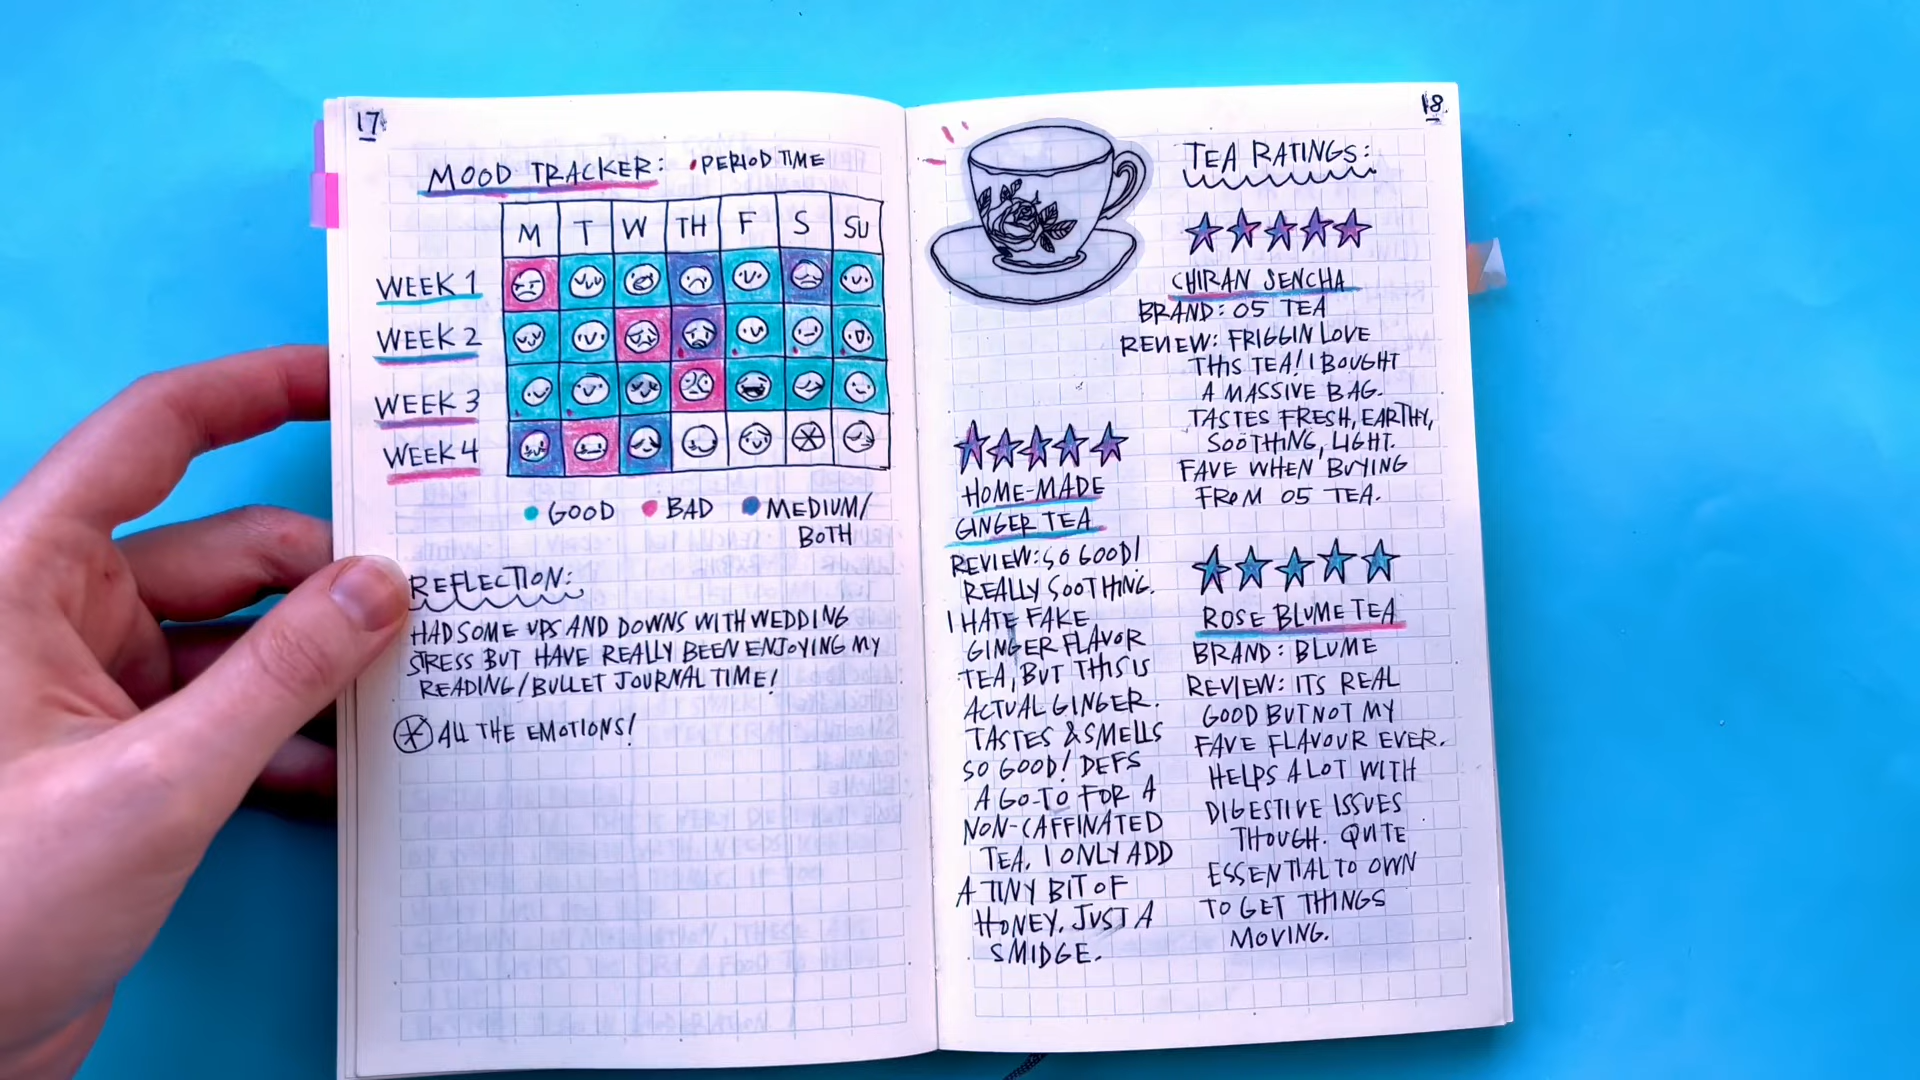 17
MOOD TRACKER: • PERIOD TIME
M T W TH F S SU
WEEK 1
WEEK 2
WEEK 3
WEEK 4
• GOOD • BAD • MEDIUM/
BOTH
REFLECTION:
HAD SOME UPS AND DOWNS WITH WEDDING
STRESS BUT HAVE REALLY BEEN ENJOYING MY
READING/BULLET JOURNAL TIME!
ALL THE EMOTIONS!
18
TEA RATINGS:
CHIRAN SENCHA
BRAND: O5 TEA
REVIEW: FRIGGIN LOVE
THIS TEA! I BOUGHT
A MASSIVE BAG.
TASTES FRESH, EARTHY,
SOOTHING, LIGHT.
FAVE WHEN BUYING
FROM O5 TEA.
HOME-MADE
GINGER TEA
REVIEW: SO GOOD!
REALLY SOOTHING.
I HATE FAKE
GINGER FLAVOR
TEA, BUT THIS IS
ACTUAL GINGER.
TASTES & SMELLS
SO GOOD! DEFS
A GO-TO FOR A
NON-CAFFINATED
TEA. I ONLY ADD
A TINY BIT OF
HONEY. JUST A
SMIDGE.
ROSE BLUME TEA
BRAND: BLUME
REVIEW: ITS REAL
GOOD BUT NOT MY
FAVE FLAVOUR EVER.
HELPS A LOT WITH
DIGESTIVE ISSUES
THOUGH. QUITE
ESSENTIAL TO OWN
TO GET THINGS
MOVING.